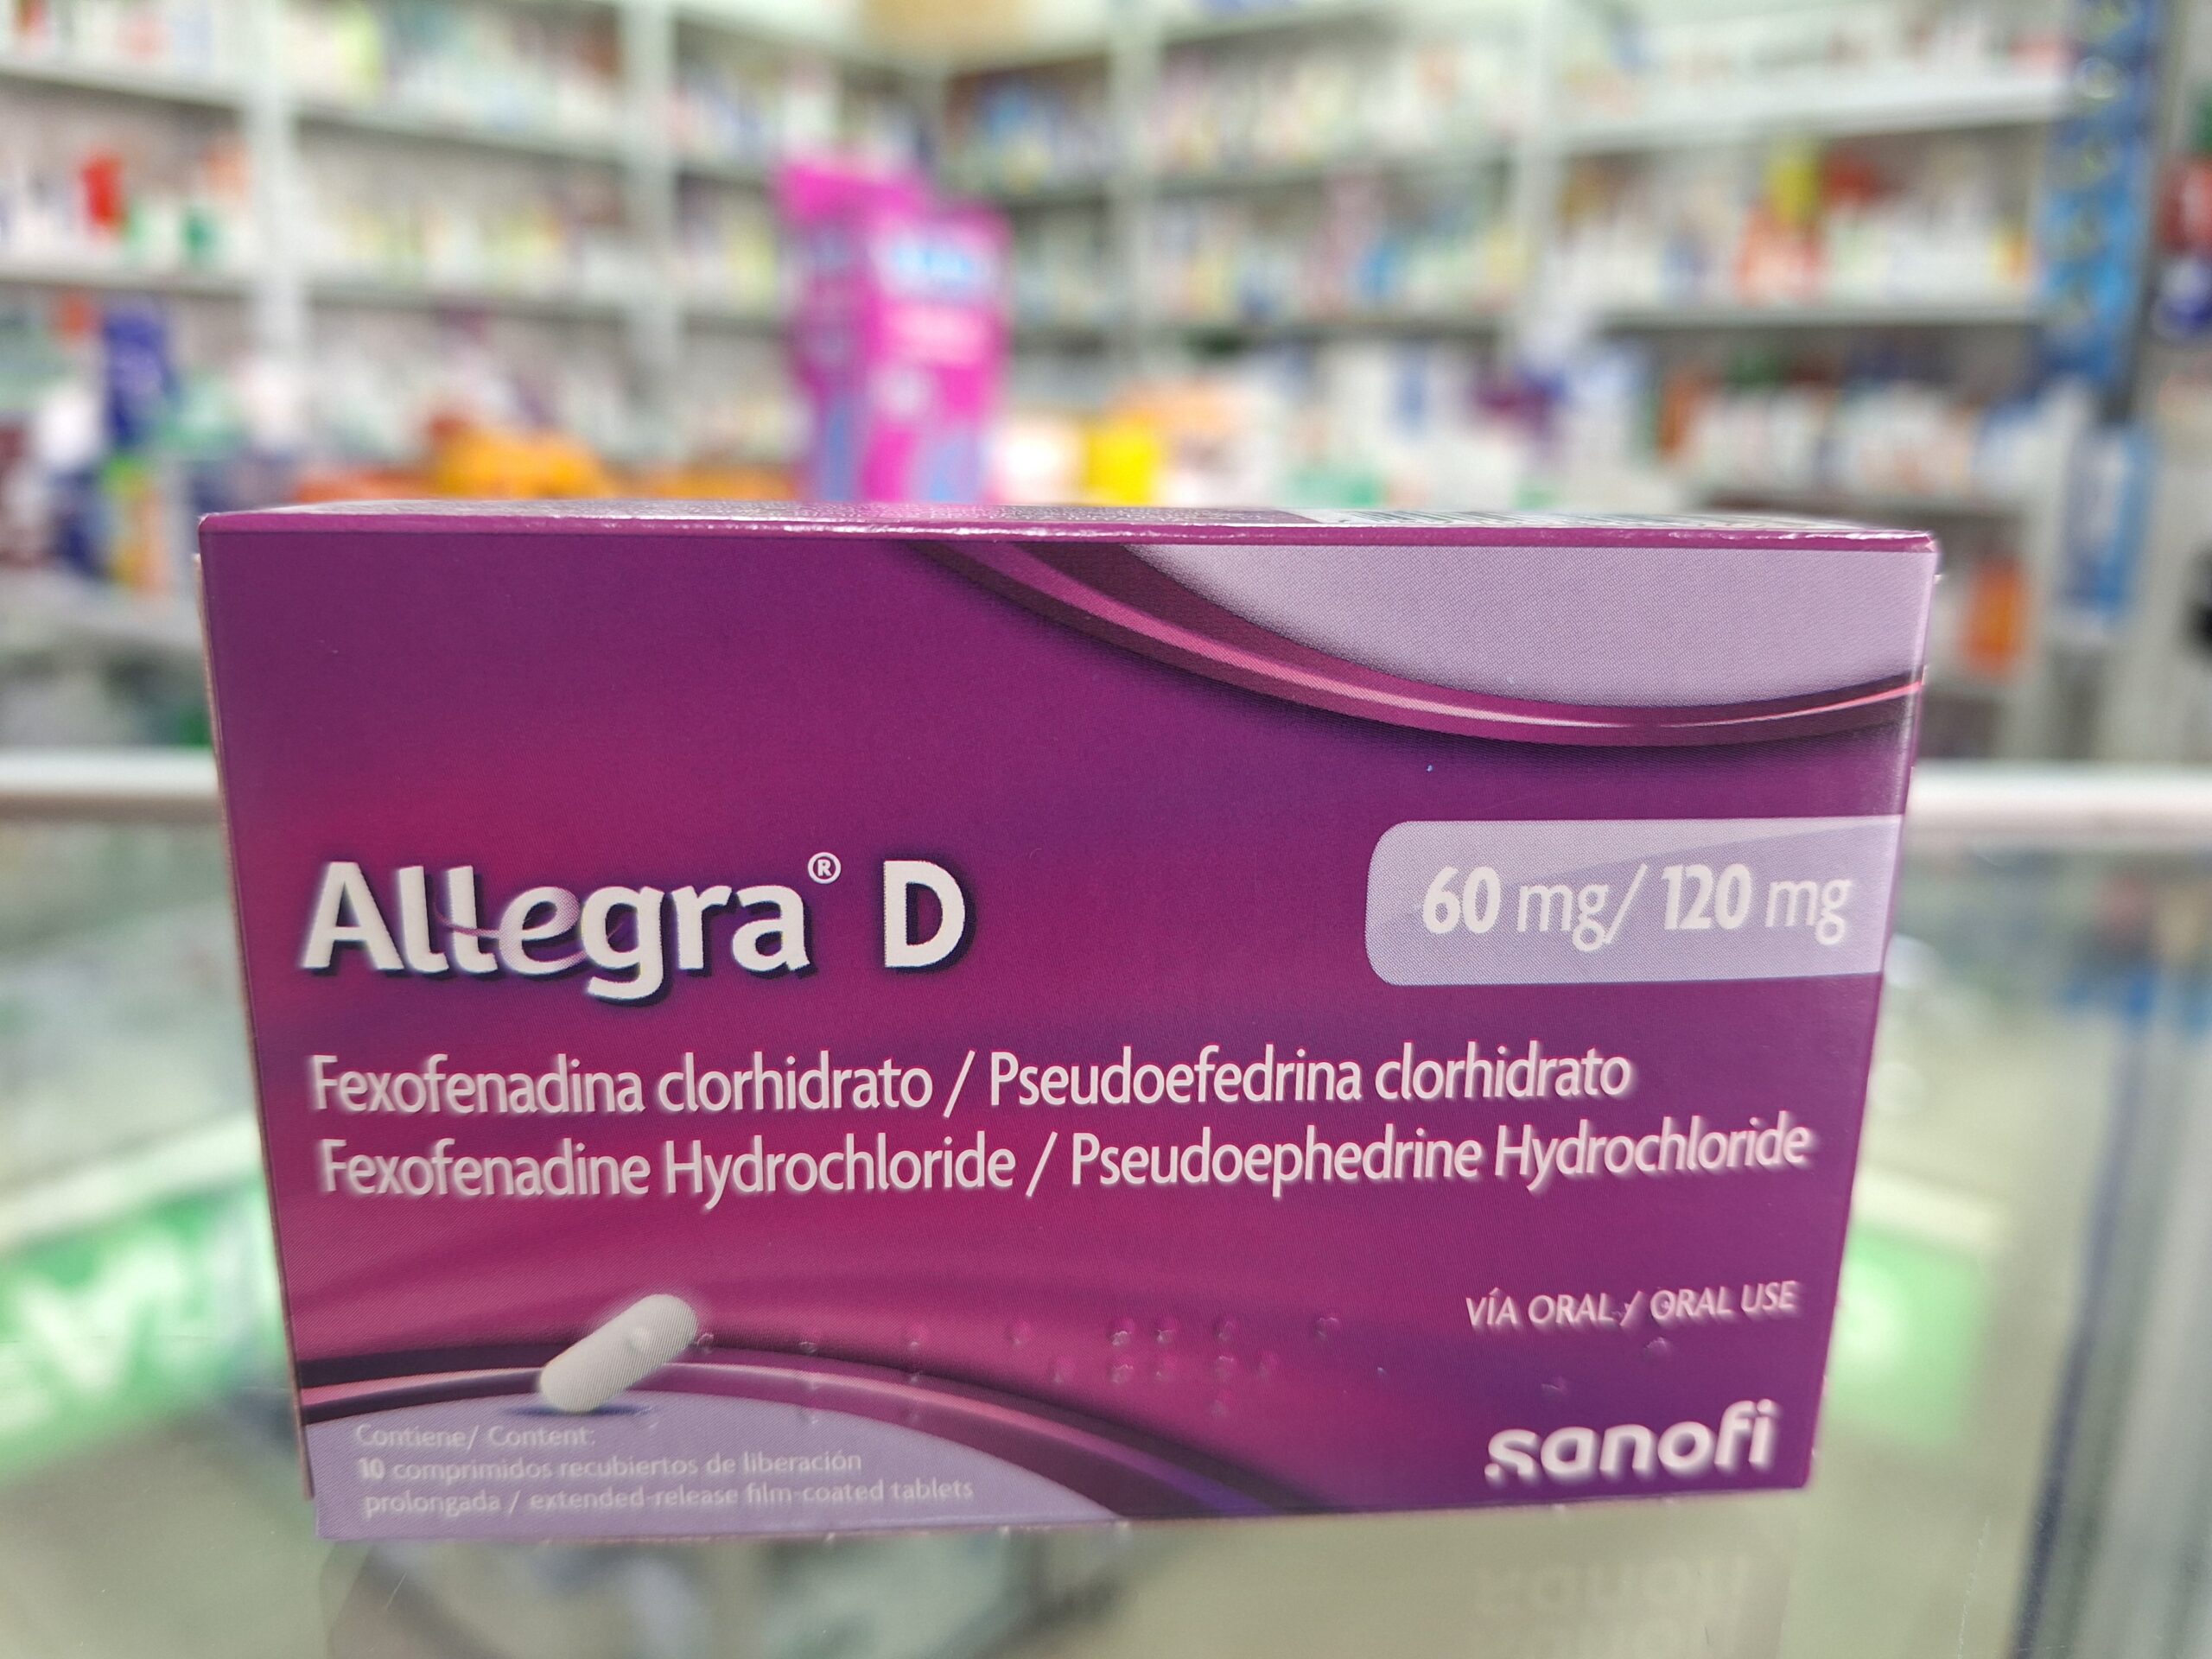 Allegra® D
60 mg/ 120 mg
Fexofenadina clorhidrato / Pseudoefedrina clorhidrato
Fexofenadine Hydrochloride / Pseudoephedrine Hydrochloride
VÍA ORAL / ORAL USE
sanofi
Contiene/ Content:
10 comprimidos recubiertos de liberación
prolongada / extended-release film-coated tablets